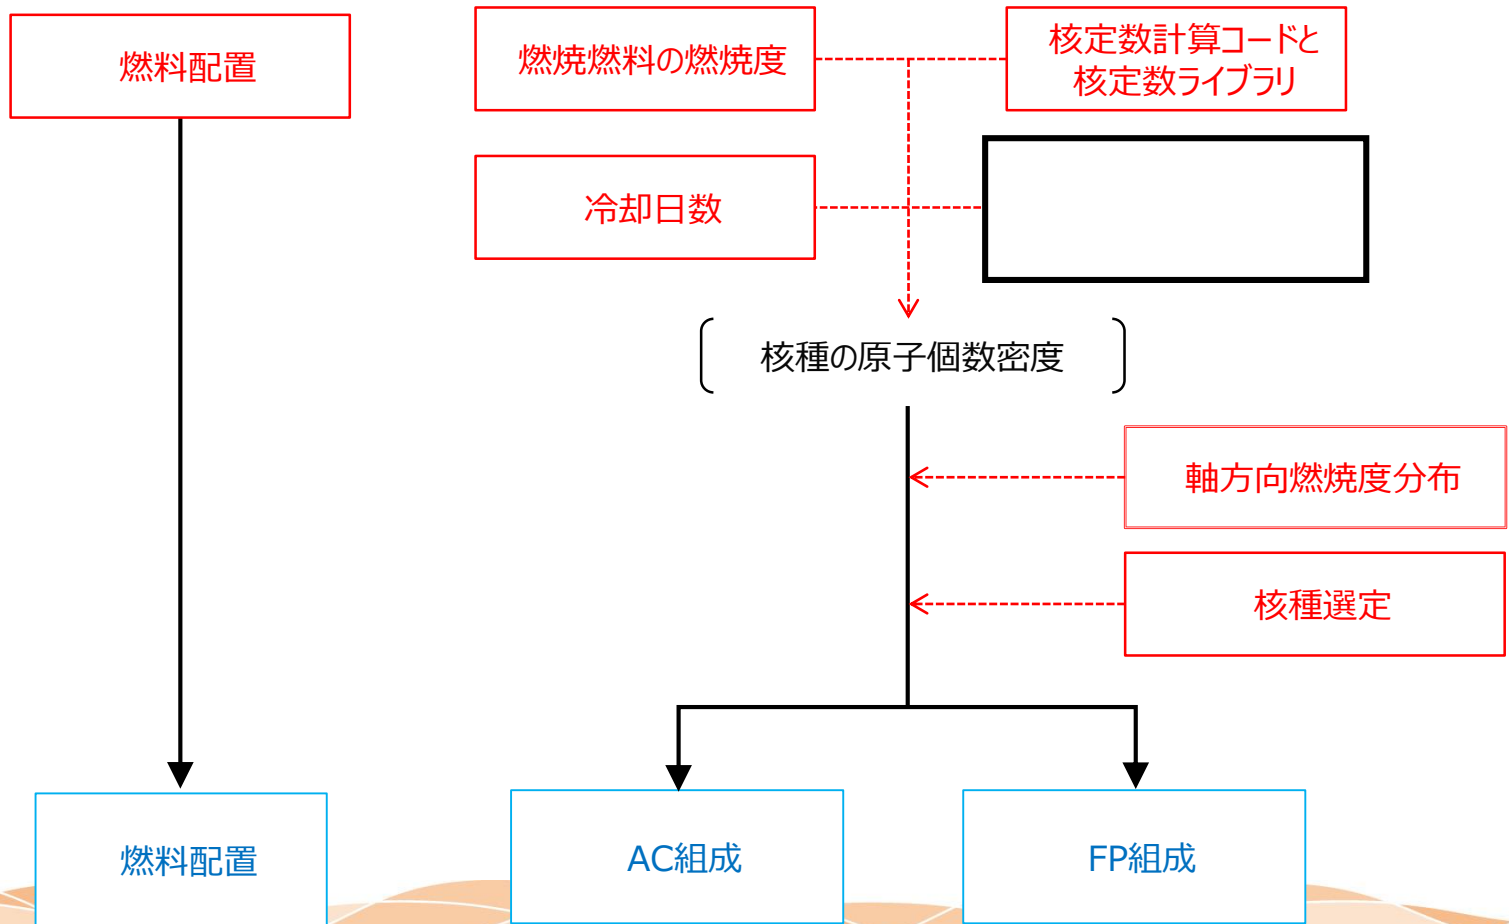 燃料配置
燃焼燃料の燃焼度
核定数計算コードと
核定数ライブラリ
冷却日数
核種の原子個数密度
軸方向燃焼度分布
核種選定
燃料配置
AC組成
FP組成